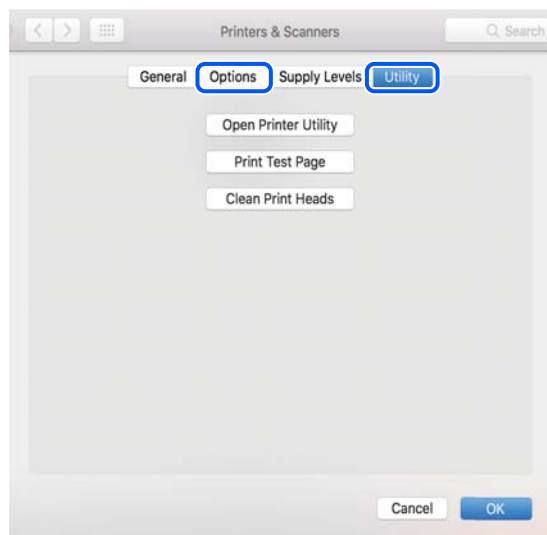 Printers & Scanners Search
General Options Supply Levels Utility
Open Printer Utility
Print Test Page
Clean Print Heads
Cancel OK